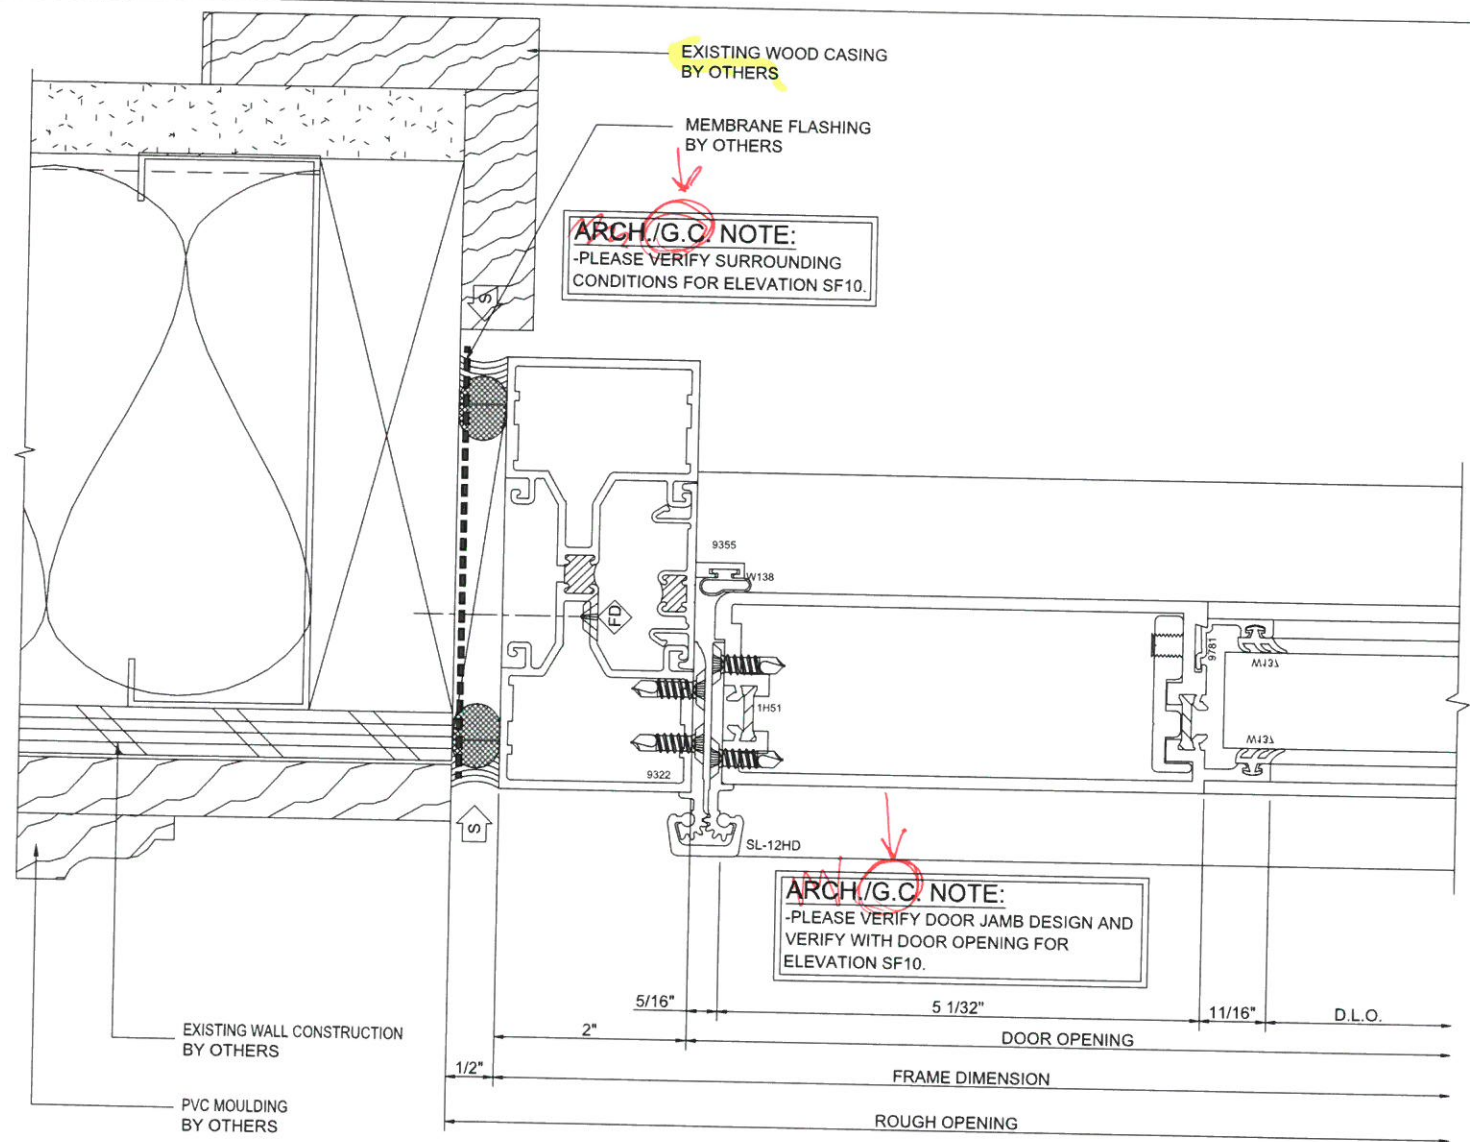 EXISTING WOOD CASING
BY OTHERS
MEMBRANE FLASHING
BY OTHERS
ARCH./G.C. NOTE:
-PLEASE VERIFY SURROUNDING
CONDITIONS FOR ELEVATION SF10.
S
9355
W138
FD
9781
W137
1H51
W137
9322
S
SL-12HD
ARCH./G.C. NOTE:
-PLEASE VERIFY DOOR JAMB DESIGN AND
VERIFY WITH DOOR OPENING FOR
ELEVATION SF10.
5/16" 5 1/32" 11/16" D.L.O.
EXISTING WALL CONSTRUCTION
BY OTHERS
2" DOOR OPENING
1/2" FRAME DIMENSION
PVC MOULDING
BY OTHERS
ROUGH OPENING